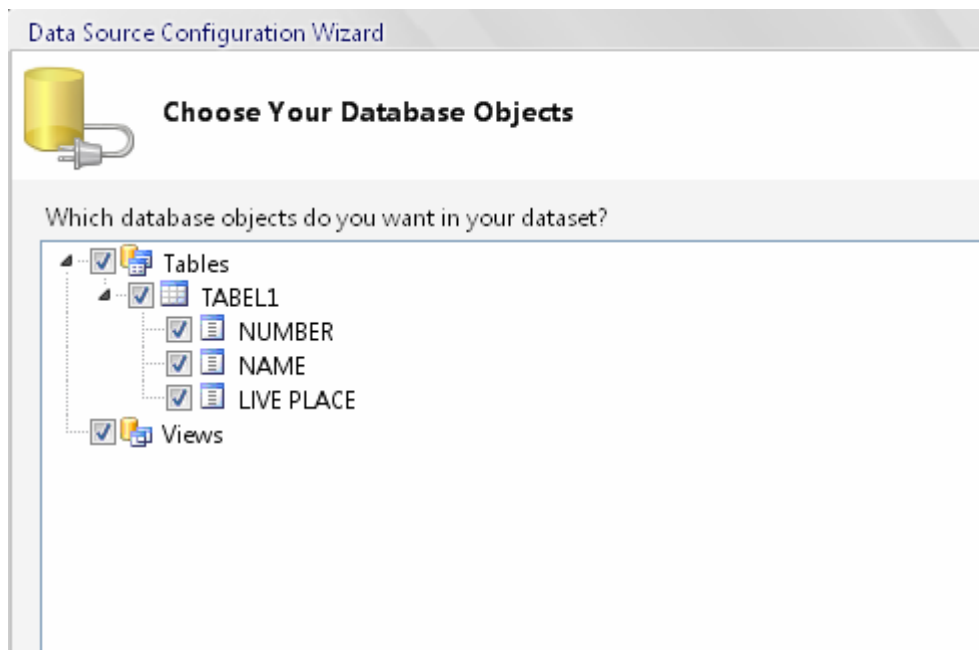 Data Source Configuration Wizard
Choose Your Database Objects
Which database objects do you want in your dataset?
Tables
TABEL1
NUMBER
NAME
LIVE PLACE
Views